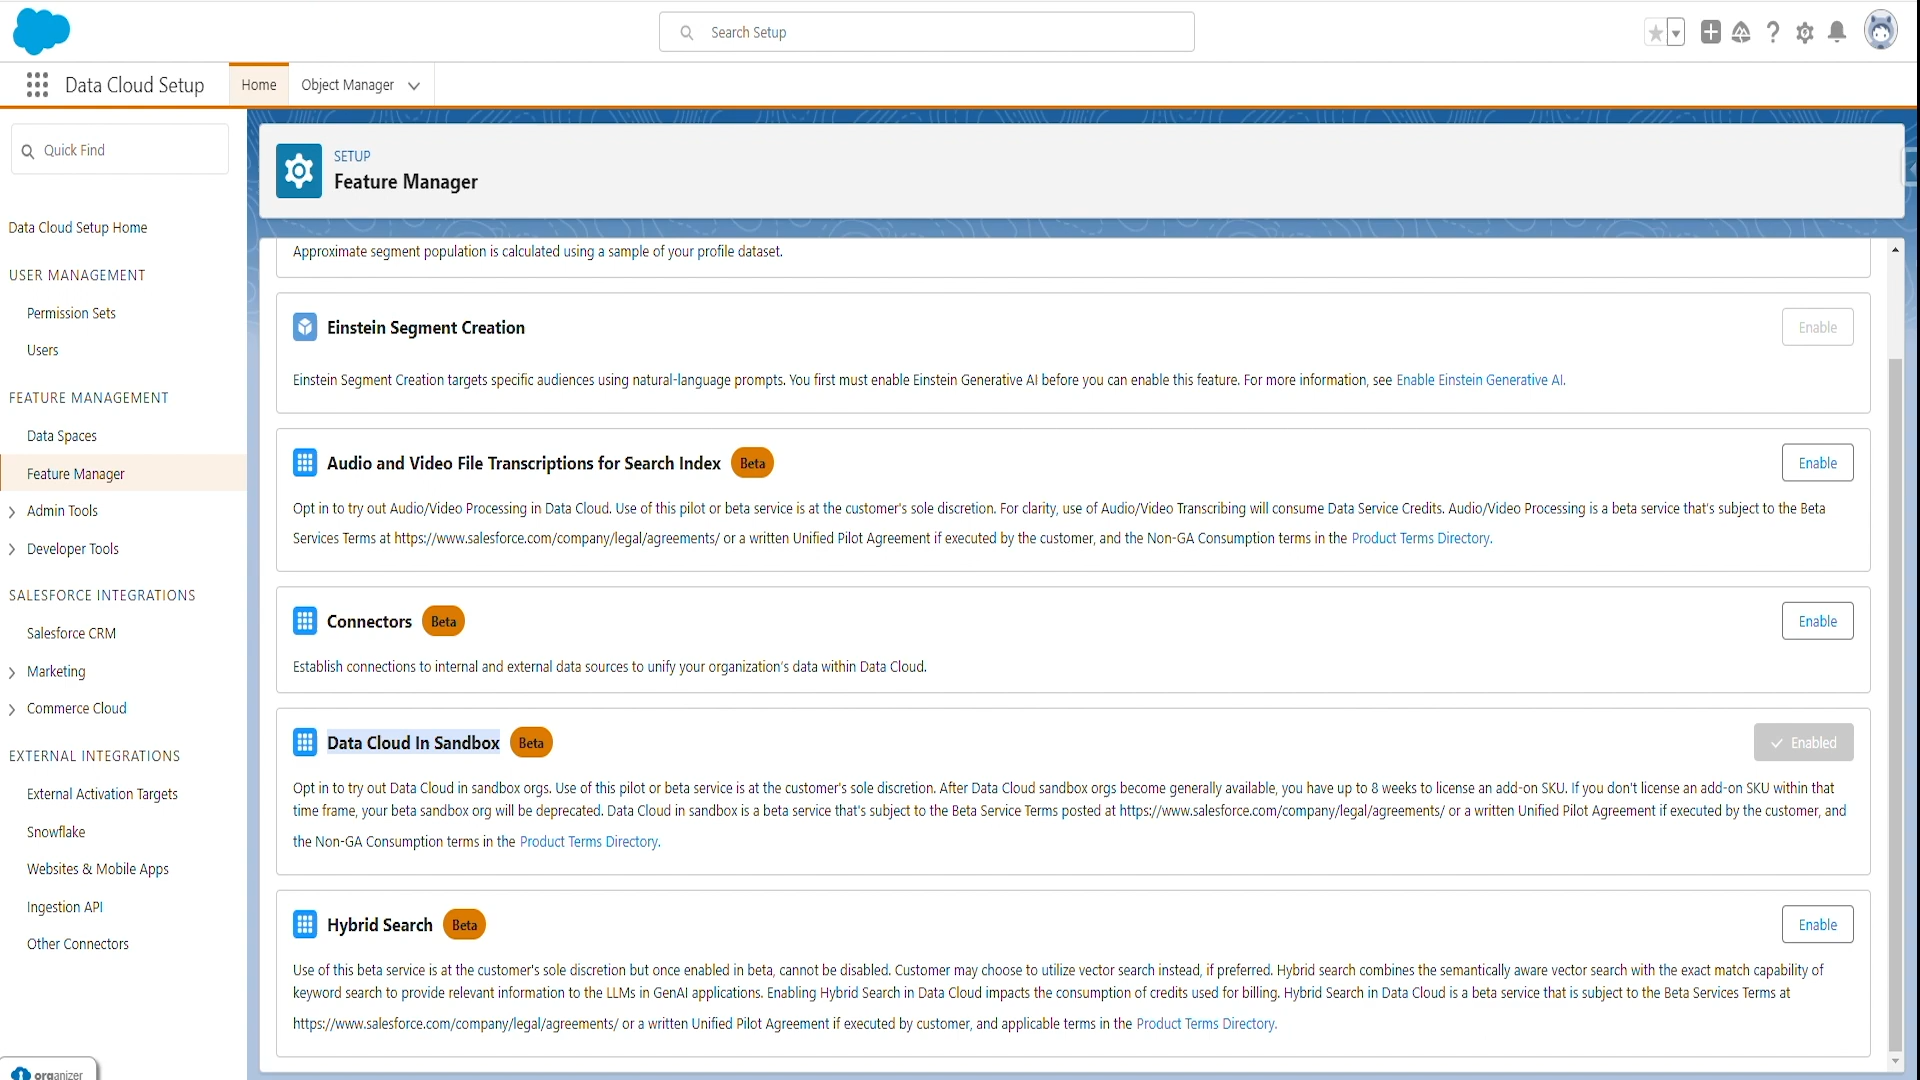 Search Setup
Data Cloud Setup
Home
Object Manager
Quick Find
Data Cloud Setup Home
USER MANAGEMENT
Permission Sets
Users
FEATURE MANAGEMENT
Data Spaces
Feature Manager
Admin Tools
Developer Tools
SALESFORCE INTEGRATIONS
Salesforce CRM
Marketing
Commerce Cloud
EXTERNAL INTEGRATIONS
External Activation Targets
Snowflake
Websites & Mobile Apps
Ingestion API
Other Connectors
organizer
SETUP
Feature Manager
Approximate segment population is calculated using a sample of your profile dataset.
Einstein Segment Creation
Enable
Einstein Segment Creation targets specific audiences using natural-language prompts. You first must enable Einstein Generative AI before you can enable this feature. For more information, see Enable Einstein Generative AI.
Audio and Video File Transcriptions for Search Index Beta
Enable
Opt in to try out Audio/Video Processing in Data Cloud. Use of this pilot or beta service is at the customer's sole discretion. For clarity, use of Audio/Video Transcribing will consume Data Service Credits. Audio/Video Processing is a beta service that's subject to the Beta
Services Terms at https://www.salesforce.com/company/legal/agreements/ or a written Unified Pilot Agreement if executed by the customer, and the Non-GA Consumption terms in the Product Terms Directory.
Connectors Beta
Enable
Establish connections to internal and external data sources to unify your organization's data within Data Cloud.
Data Cloud In Sandbox Beta
Enabled
Opt in to try out Data Cloud in sandbox orgs. Use of this pilot or beta service is at the customer's sole discretion. After Data Cloud sandbox orgs become generally available, you have up to 8 weeks to license an add-on SKU. If you don't license an add-on SKU within that
time frame, your beta sandbox org will be deprecated. Data Cloud in sandbox is a beta service that's subject to the Beta Service Terms posted at https://www.salesforce.com/company/legal/agreements/ or a written Unified Pilot Agreement if executed by the customer, and
the Non-GA Consumption terms in the Product Terms Directory.
Hybrid Search Beta
Enable
Use of this beta service is at the customer's sole discretion but once enabled in beta, cannot be disabled. Customer may choose to utilize vector search instead, if preferred. Hybrid search combines the semantically aware vector search with the exact match capability of
keyword search to provide relevant information to the LLMs in GenAI applications. Enabling Hybrid Search in Data Cloud impacts the consumption of credits used for billing. Hybrid Search in Data Cloud is a beta service that is subject to the Beta Services Terms at
https://www.salesforce.com/company/legal/agreements/ or a written Unified Pilot Agreement if executed by customer, and applicable terms in the Product Terms Directory.